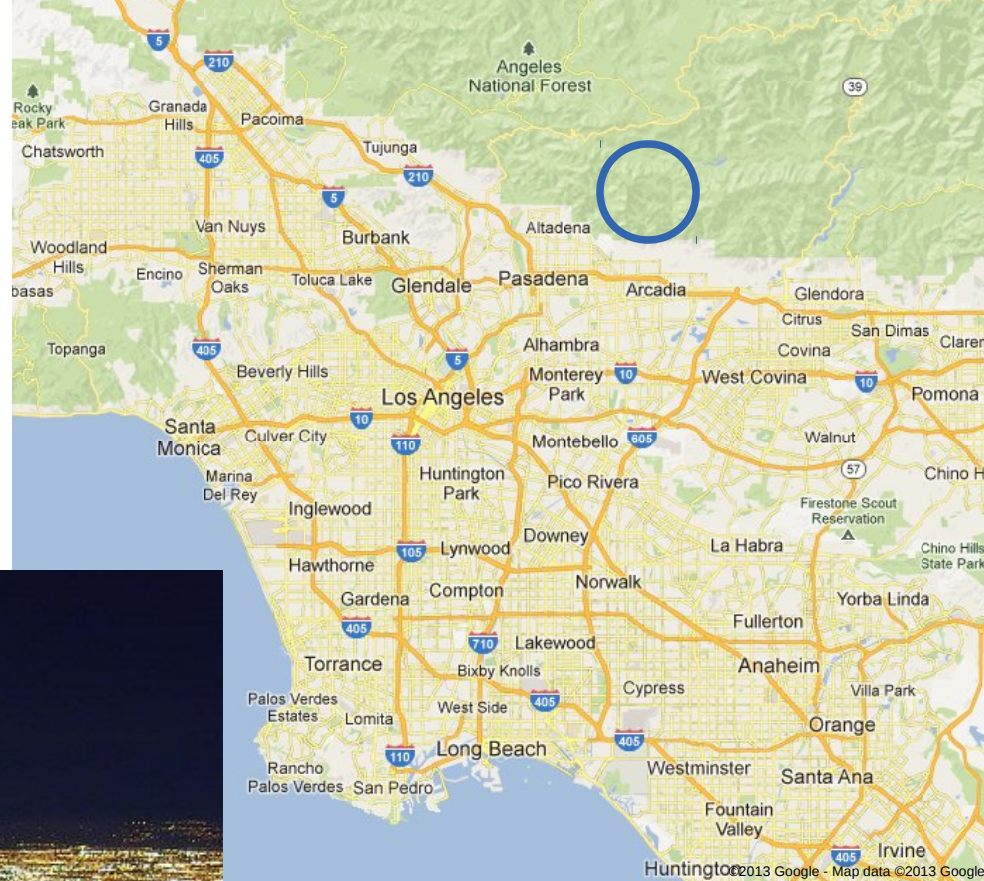 5
210
Angeles
National Forest
39
Rocky
eak Park
Granada
Hills
Pacoima
Chatsworth
405
Tujunga
210
5
Van Nuys
Altadena
Burbank
Woodland
Hills
Encino
Sherman
Oaks
Toluca Lake
Glendale
Pasadena
Arcadia
Glendora
basas
Citrus
San Dimas
Topanga
405
5
Alhambra
Covina
Clarer
Beverly Hills
Monterey
Park
10
West Covina
10
Pomona
Los Angeles
Santa
Monica
Culver City
10
110
Montebello
605
Walnut
57
Marina
Del Rey
Huntington
Park
Pico Rivera
Chino H
Inglewood
Firestone Scout
Reservation
Downey
La Habra
Chino Hills
State Park
Hawthorne
105
Lynwood
Norwalk
Compton
Gardena
Yorba Linda
405
710
Lakewood
Fullerton
Torrance
Bixby Knolls
Anaheim
Cypress
Villa Park
Palos Verdes
Estates
Lomita
West Side
405
Orange
110
Long Beach
405
Rancho
Palos Verdes
San Pedro
Westminster
Santa Ana
Fountain
Valley
405
Irvine
Huntingto
©2013 Google - Map data ©2013 Google